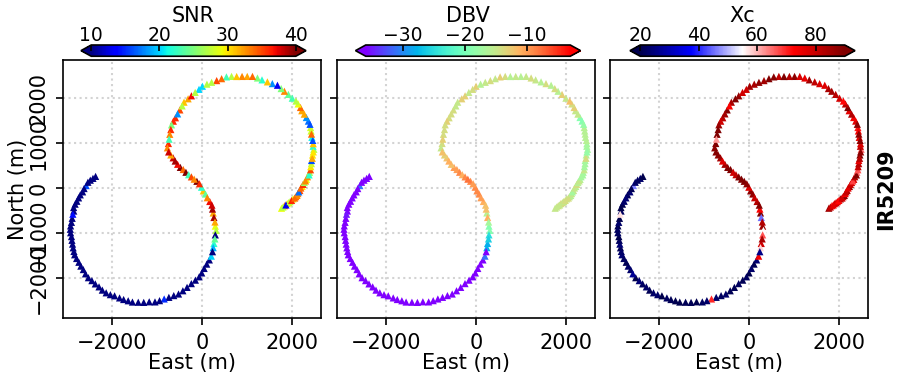 SNR DBV Xc
10 20 30 40 −30 −20 −10 20 40 60 80
2000
1000
0
−1000
−2000
North (m)
−2000 0 2000 −2000 0 2000 −2000 0 2000
East (m) East (m) East (m)
IR5209